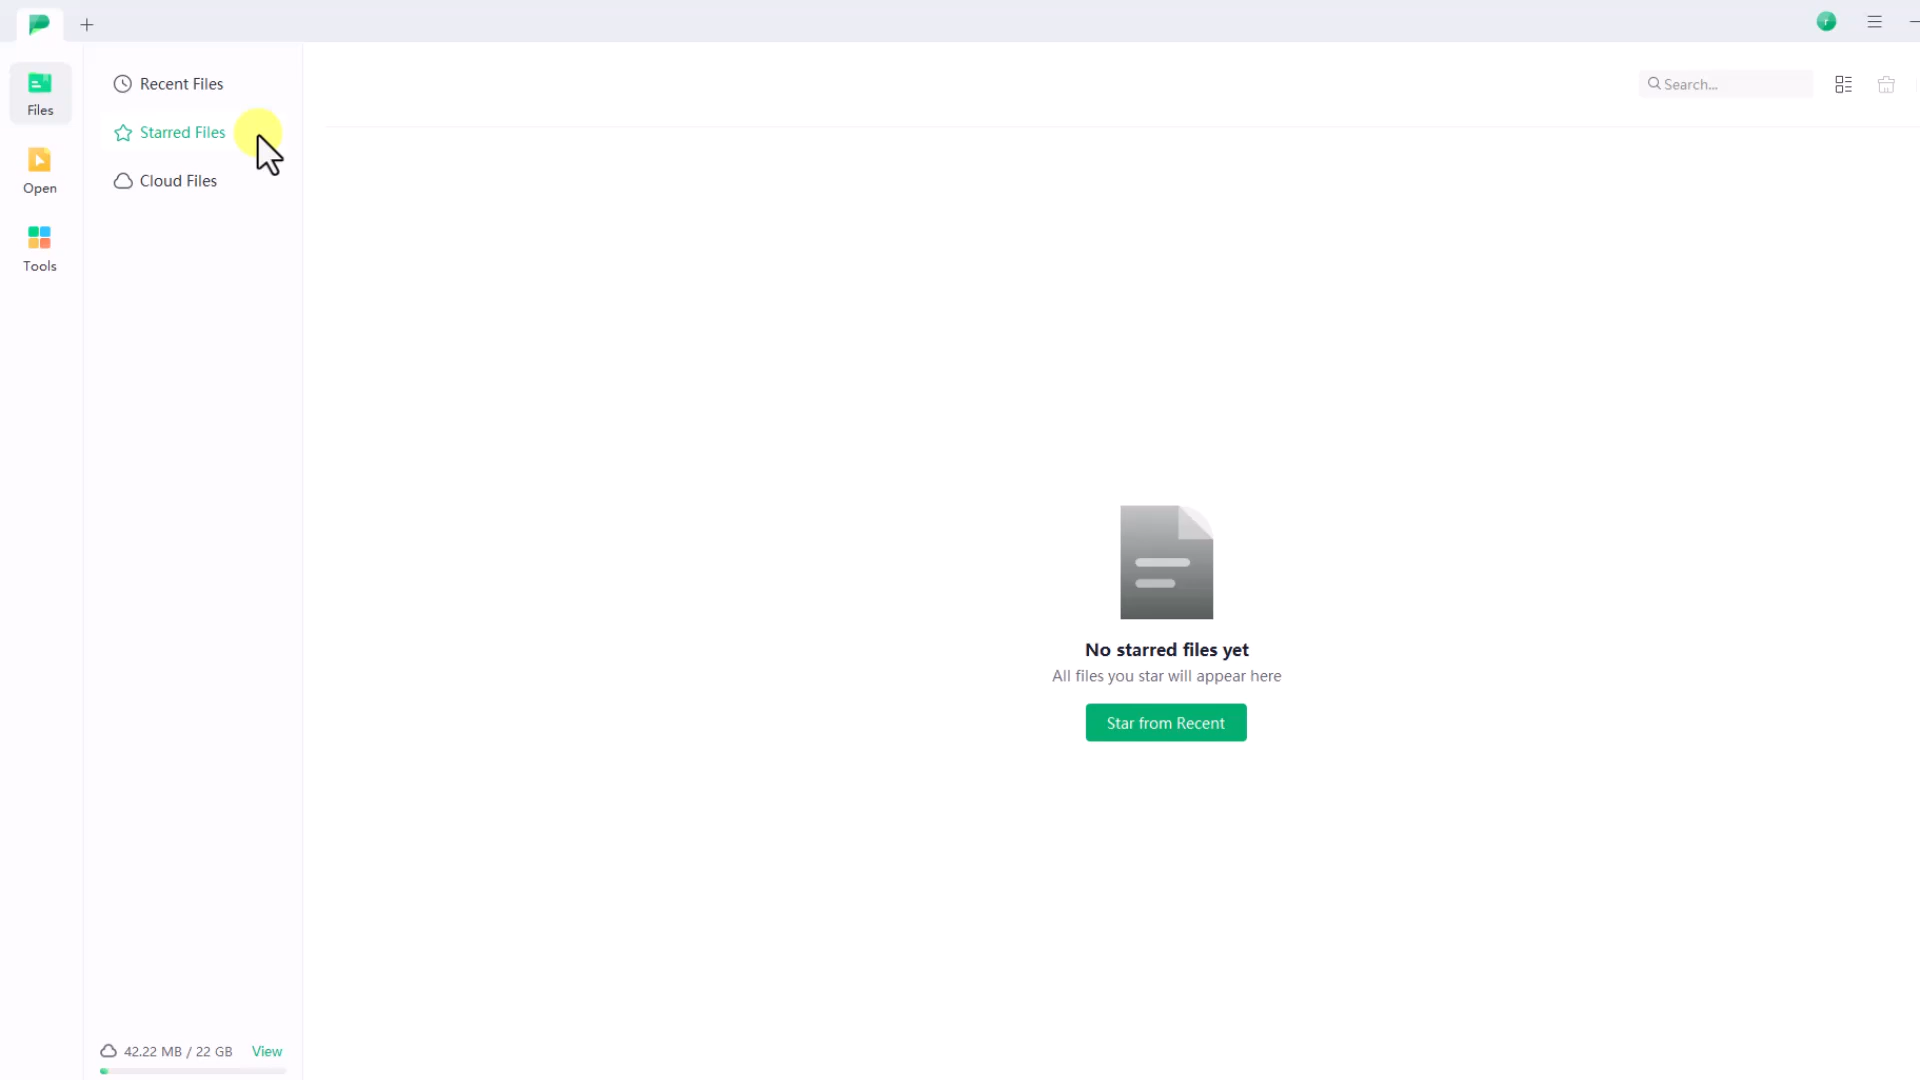 Files
Open
Tools
Recent Files
Starred Files
Cloud Files
42.22 MB / 22 GB View
r
Search...
No starred files yet
All files you star will appear here
Star from Recent